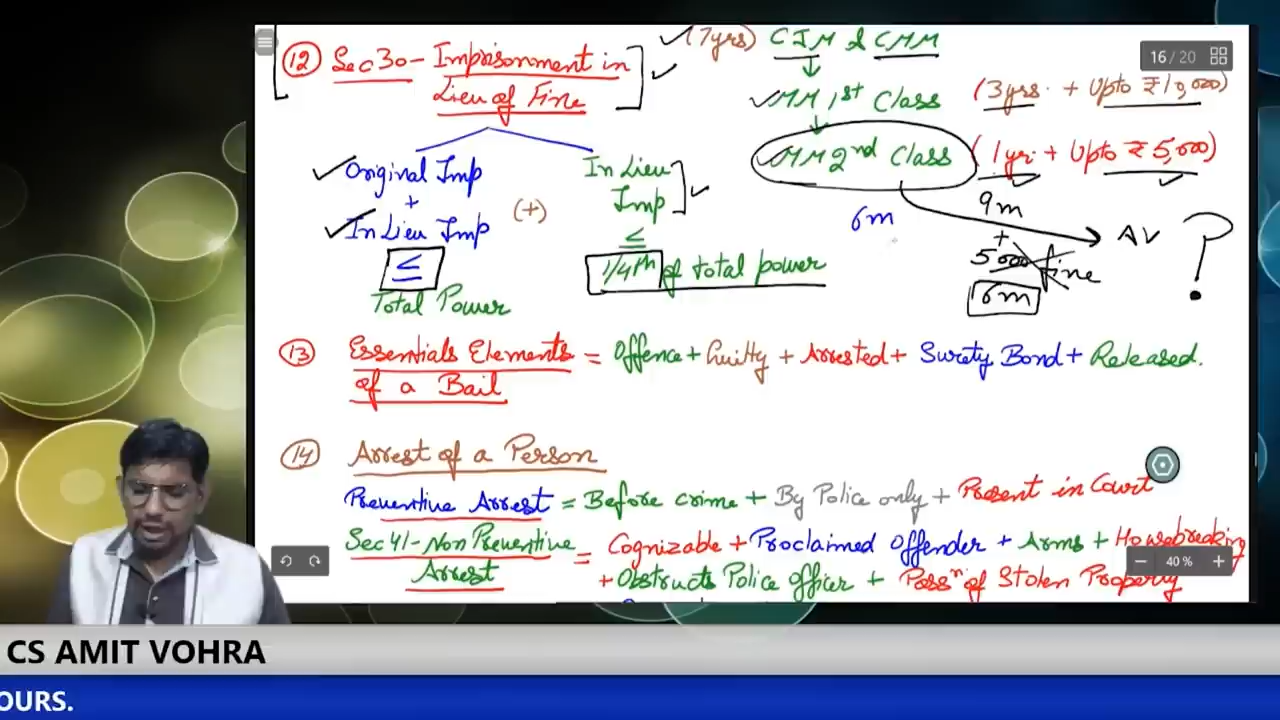 (7yrs) CJM & CMM
16 / 20
12 Sec 30 - Imprisonment in
Lieu of Fine
MM 1st Class (3yrs. + Upto ₹10,000)
MM 2nd Class (1yr + Upto ₹5,000)
Original Imp
+
In Lieu Imp
≤
Total Power
(+)
In Lieu
Imp
≤
1/4th of total power
6m
9m
+
5000 fine
6m
AV ?
13 Essentials Elements = Offence + Guilty + Arrested + Surety Bond + Released.
of a Bail
14 Arrest of a Person
Preventive Arrest = Before crime + By Police only + Present in Court
Sec 41 - Non Preventive = Cognizable + Proclaimed Offender + Arms + Housebreaking
Arrest + Obstructs Police officer + Possn of Stolen Property
40 %
CS AMIT VOHRA
OURS.